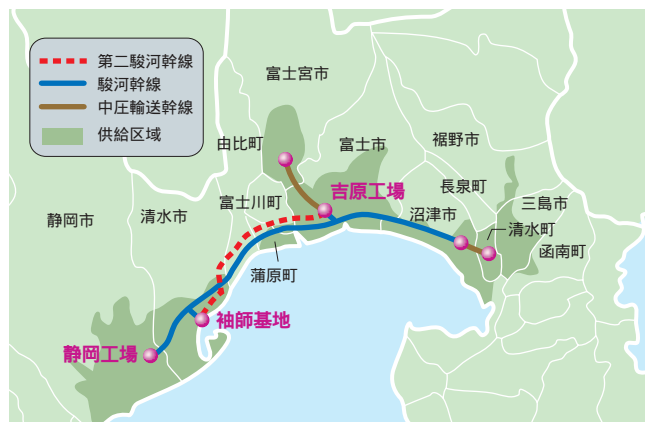 第二駿河幹線
駿河幹線
中圧輸送幹線
供給区域
富士宮市
由比町
富士市
裾野市
吉原工場
長泉町
三島市
富士川町
沼津市
清水町
静岡市
清水市
函南町
蒲原町
袖師基地
静岡工場